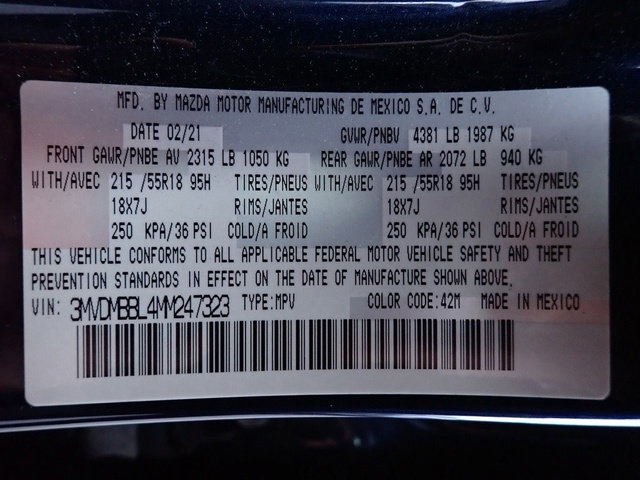 MFD. BY MAZDA MOTOR MANUFACTURING DE MEXICO S.A. DE C.V.
DATE 02/21 GVWR/PNBV 4381 LB 1987 KG
FRONT GAWR/PNBE AV 2315 LB 1050 KG REAR GAWR/PNBE AR 2072 LB 940 KG
WITH/AVEC 215 /55R18 95H TIRES/PNEUS WITH/AVEC 215 /55R18 95H TIRES/PNEUS
18X7J RIMS/JANTES 18X7J RIMS/JANTES
250 KPA/36 PSI COLD/A FROID 250 KPA/36 PSI COLD/A FROID
THIS VEHICLE CONFORMS TO ALL APPLICABLE FEDERAL MOTOR VEHICLE SAFETY AND THEFT
PREVENTION STANDARDS IN EFFECT ON THE DATE OF MANUFACTURE SHOWN ABOVE.
VIN: 3MVDMBBL4MM247323 TYPE:MPV COLOR CODE:42M MADE IN MEXICO